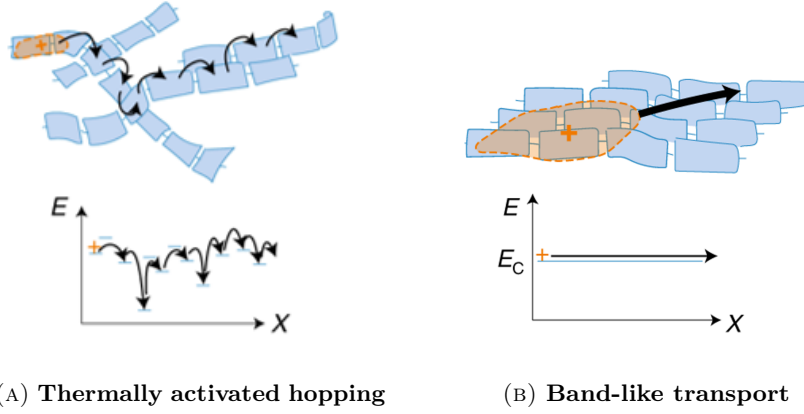 +
E
+
X
(A) Thermally activated hopping
+
E
E_C
+
X
(B) Band-like transport